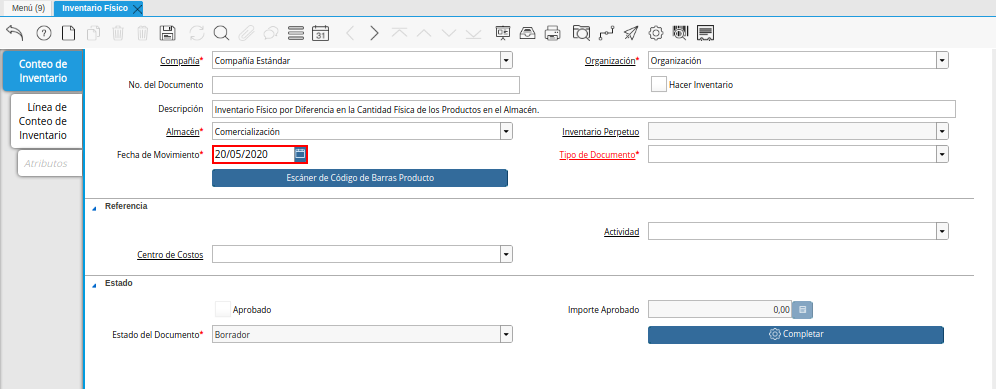 Menú (9) Inventario Físico
31
Conteo de Inventario
Línea de Conteo de Inventario
Atributos
Compañía* Compañía Estándar Organización* Organización
No. del Documento Hacer Inventario
Descripción Inventario Físico por Diferencia en la Cantidad Física de los Productos en el Almacén.
Almacén* Comercialización Inventario Perpetuo
Fecha de Movimiento* 20/05/2020 Tipo de Documento*
Escáner de Código de Barras Producto
Referencia
Actividad
Centro de Costos
Estado
Aprobado Importe Aprobado 0,00
Estado del Documento* Borrador Completar